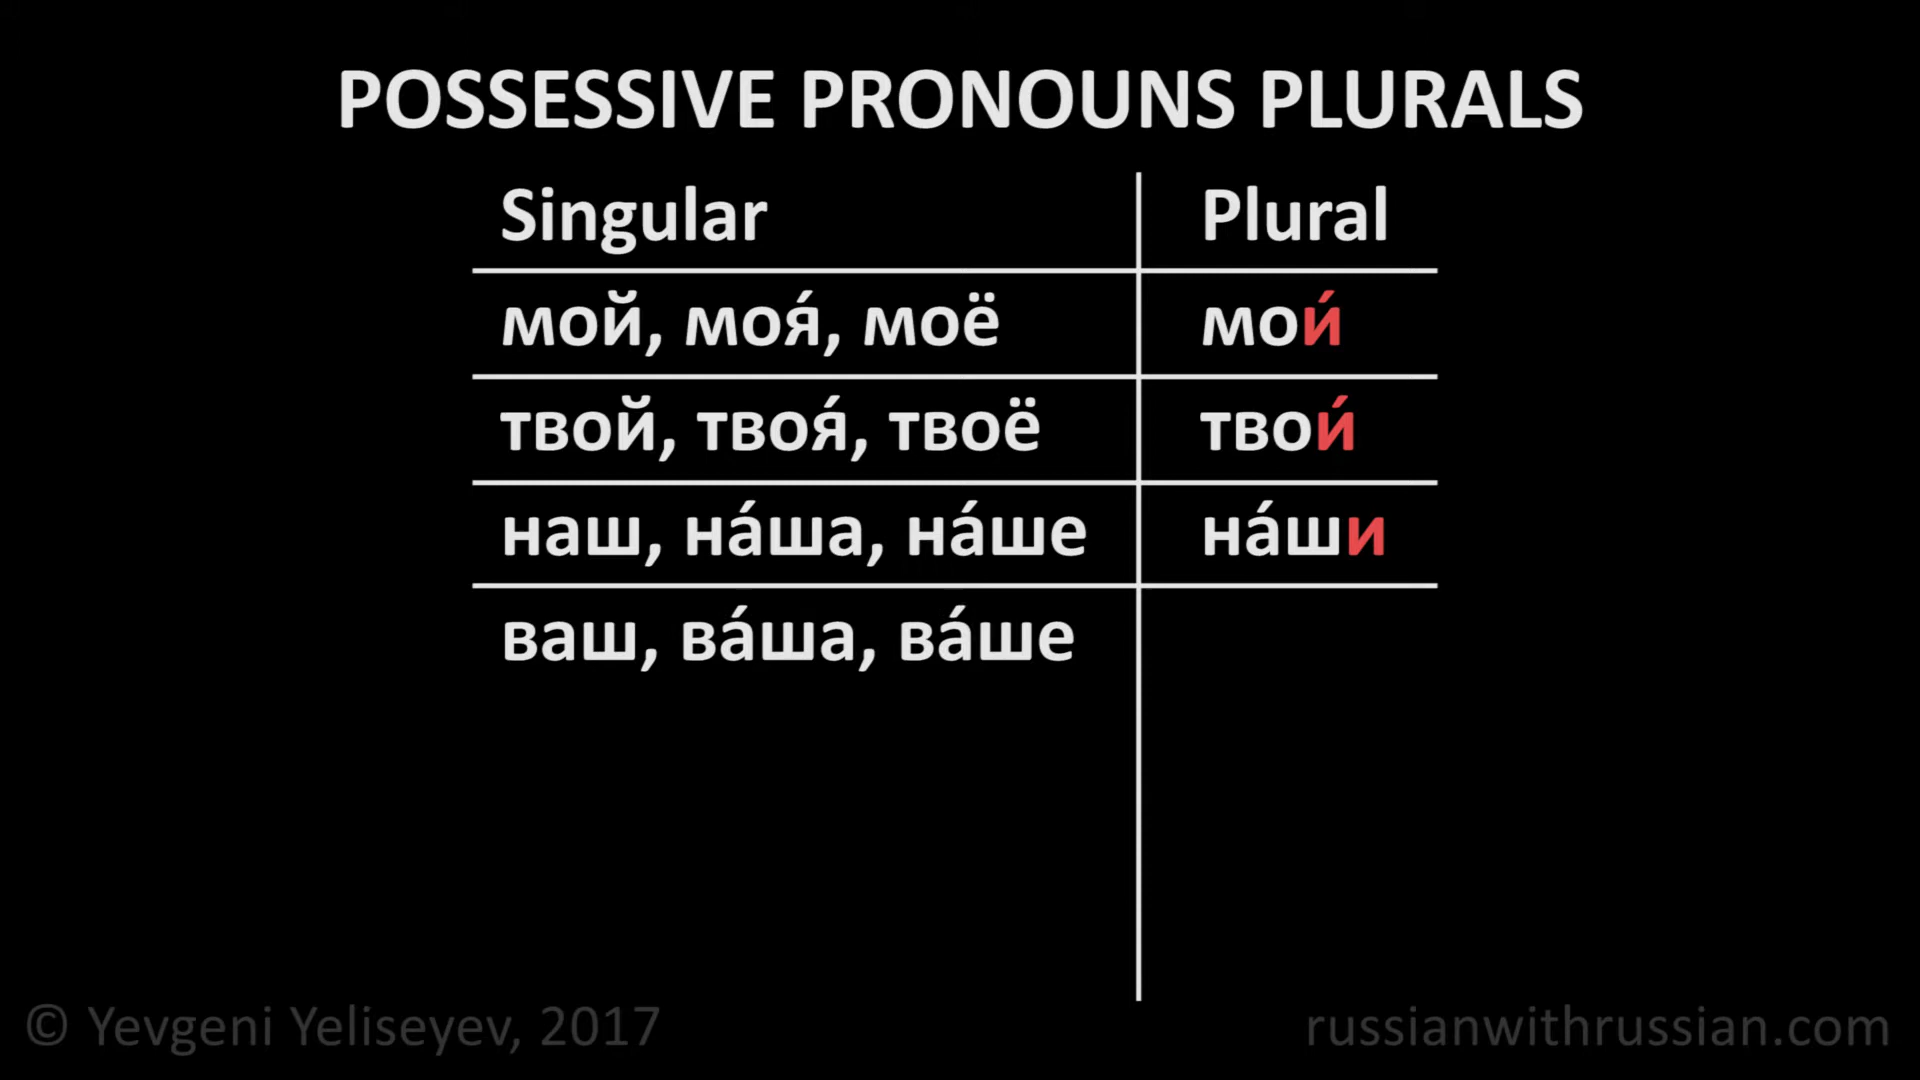 POSSESSIVE PRONOUNS PLURALS
Singular Plural
мой, моя́, моё мои́
твой, твоя́, твоё твои́
наш, на́ша, на́ше на́ши
ваш, ва́ша, ва́ше
© Yevgeni Yeliseyev, 2017 russianwithrussian.com